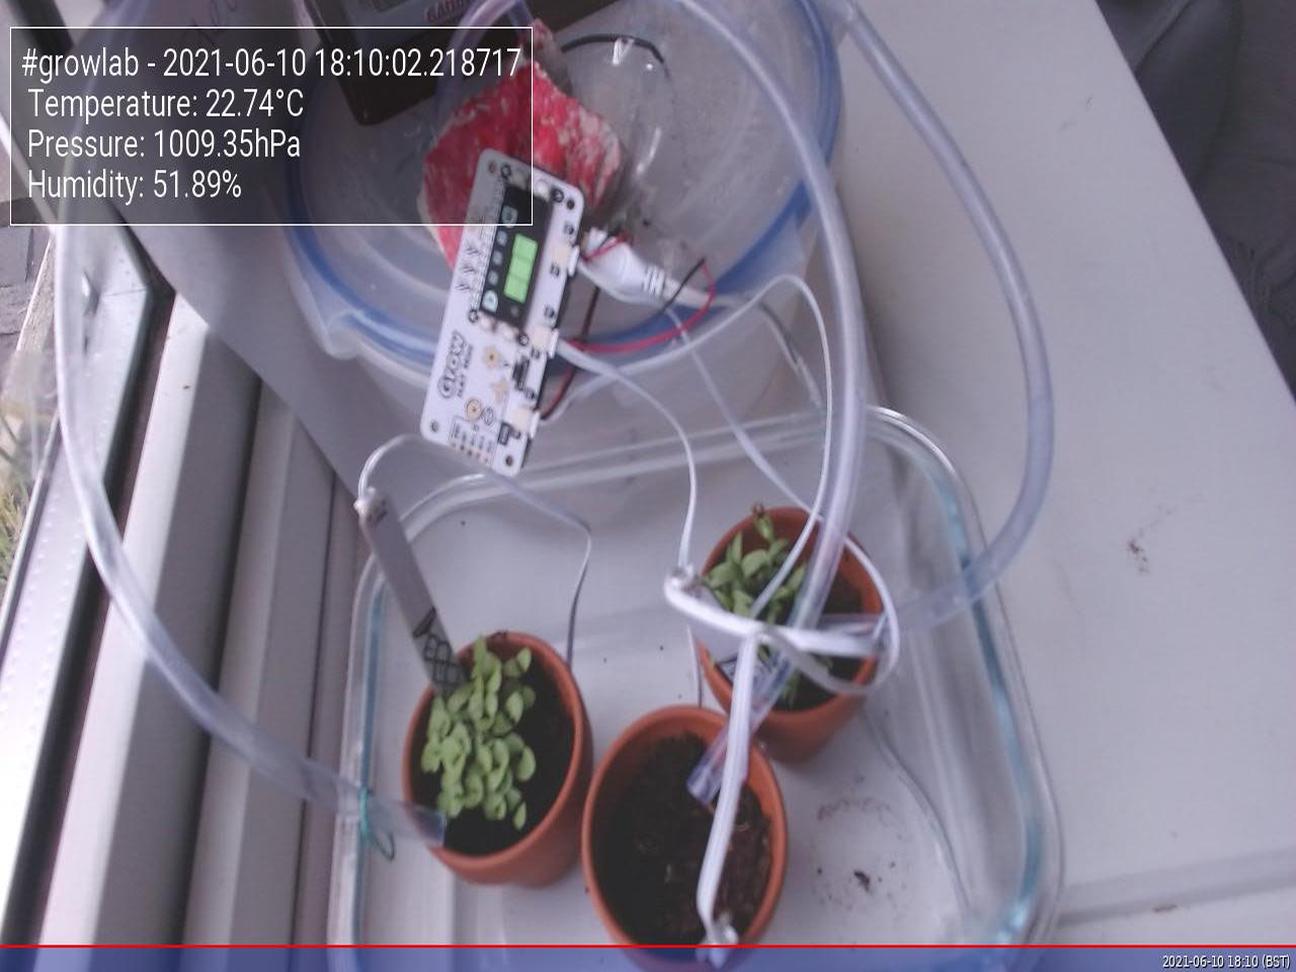 #growlab - 2021-06-10 18:10:02.218717
Temperature: 22.74°C
Pressure: 1009.35hPa
Humidity: 51.89%
Grow
2021-06-10 18:10 (BST)